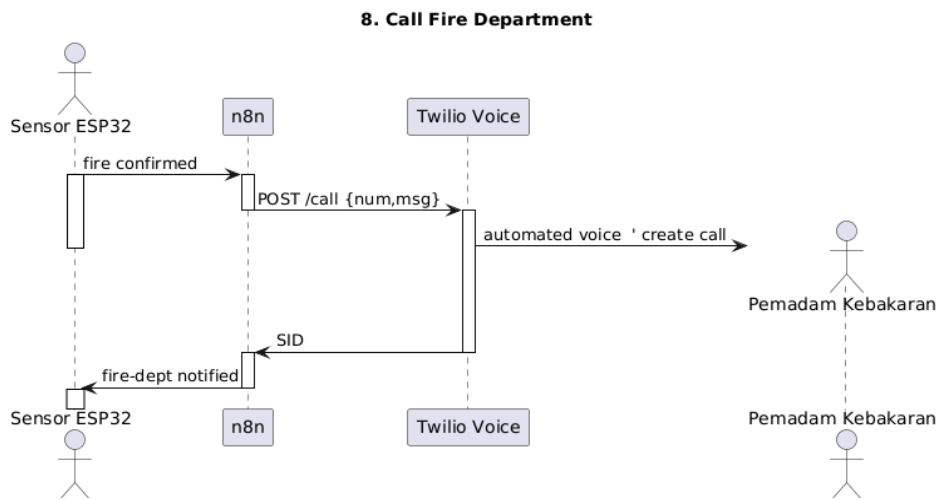 8. Call Fire Department
Sensor ESP32
n8n
Twilio Voice
fire confirmed
POST /call {num,msg}
automated voice  ' create call
Pemadam Kebakaran
SID
fire-dept notified
Sensor ESP32
n8n
Twilio Voice
Pemadam Kebakaran